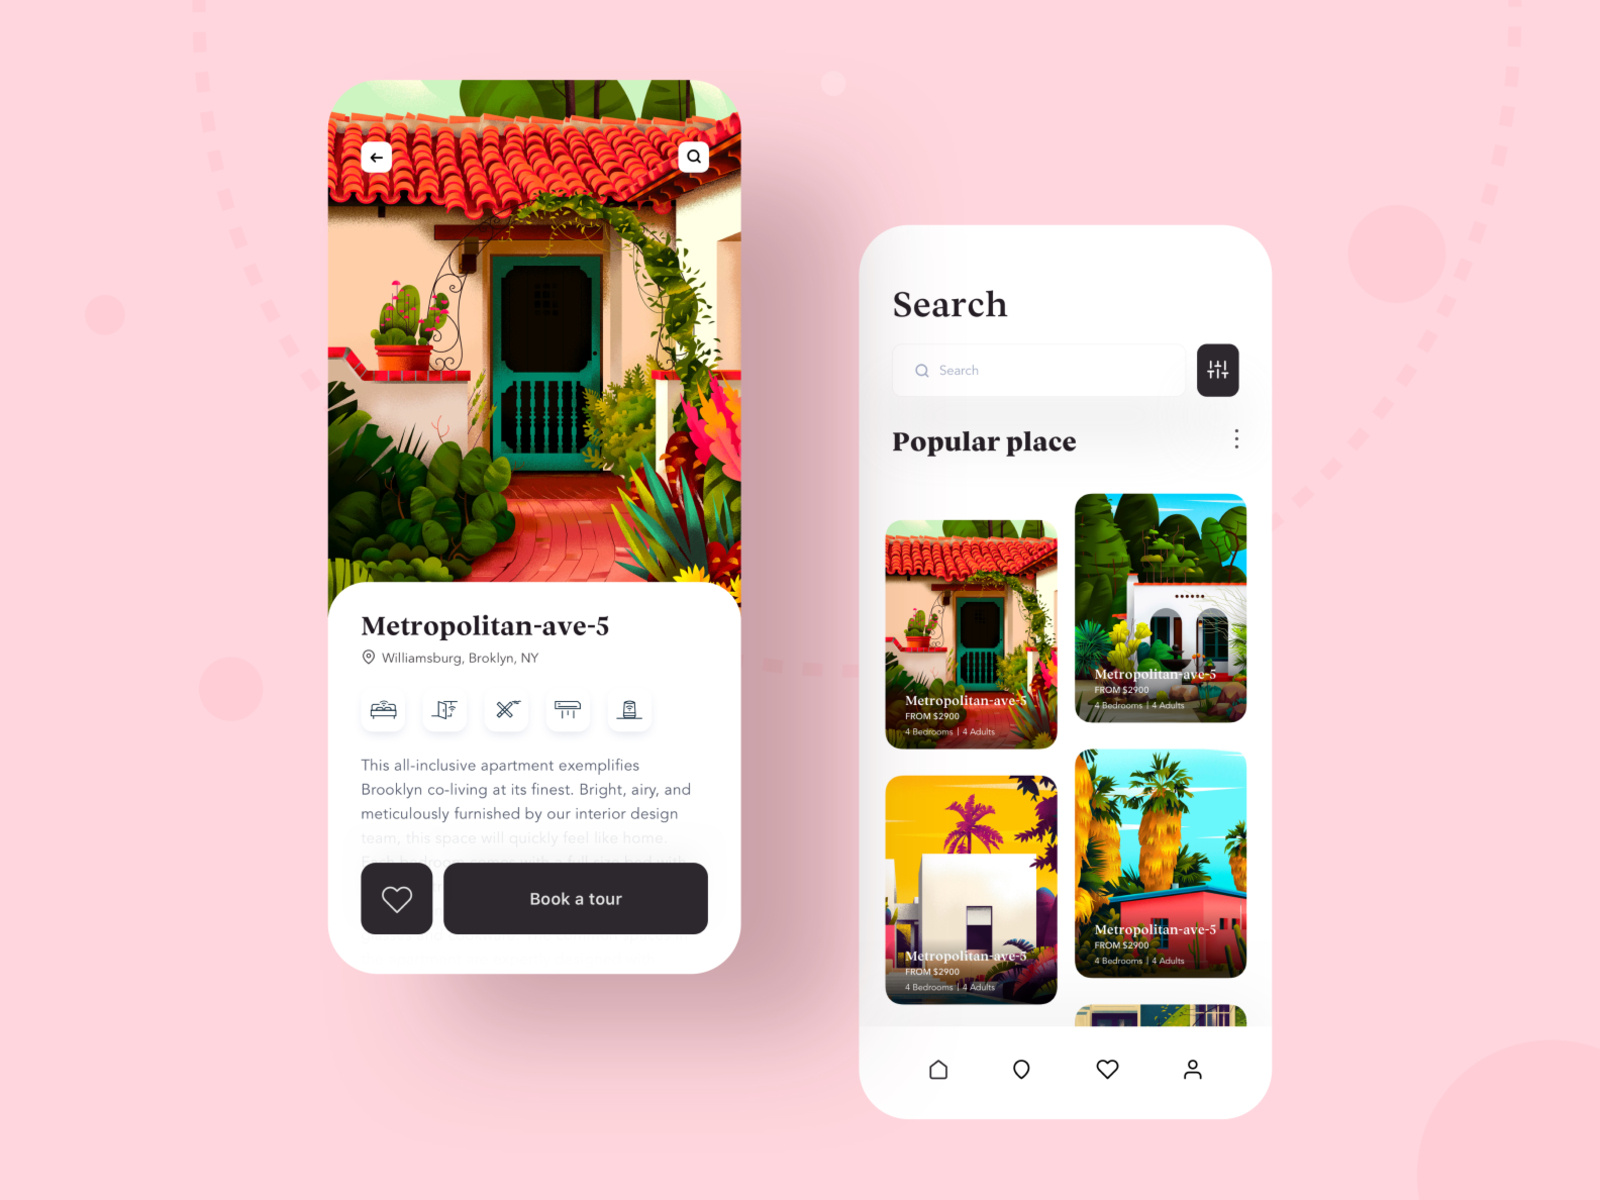 Metropolitan-ave-5
Williamsburg, Broklyn, NY
This all-inclusive apartment exemplifies
Brooklyn co-living at its finest. Bright, airy, and
meticulously furnished by our interior design
team, this space will quickly feel like home.
Book a tour
Search
Search
Popular place
Metropolitan-ave-5
FROM $2900
4 Bedrooms | 4 Adults
Metropolitan-ave-5
FROM $2900
4 Bedrooms | 4 Adults
Metropolitan-ave-5
FROM $2900
4 Bedrooms | 4 Adults
Metropolitan-ave-5
FROM $2900
4 Bedrooms | 4 Adults